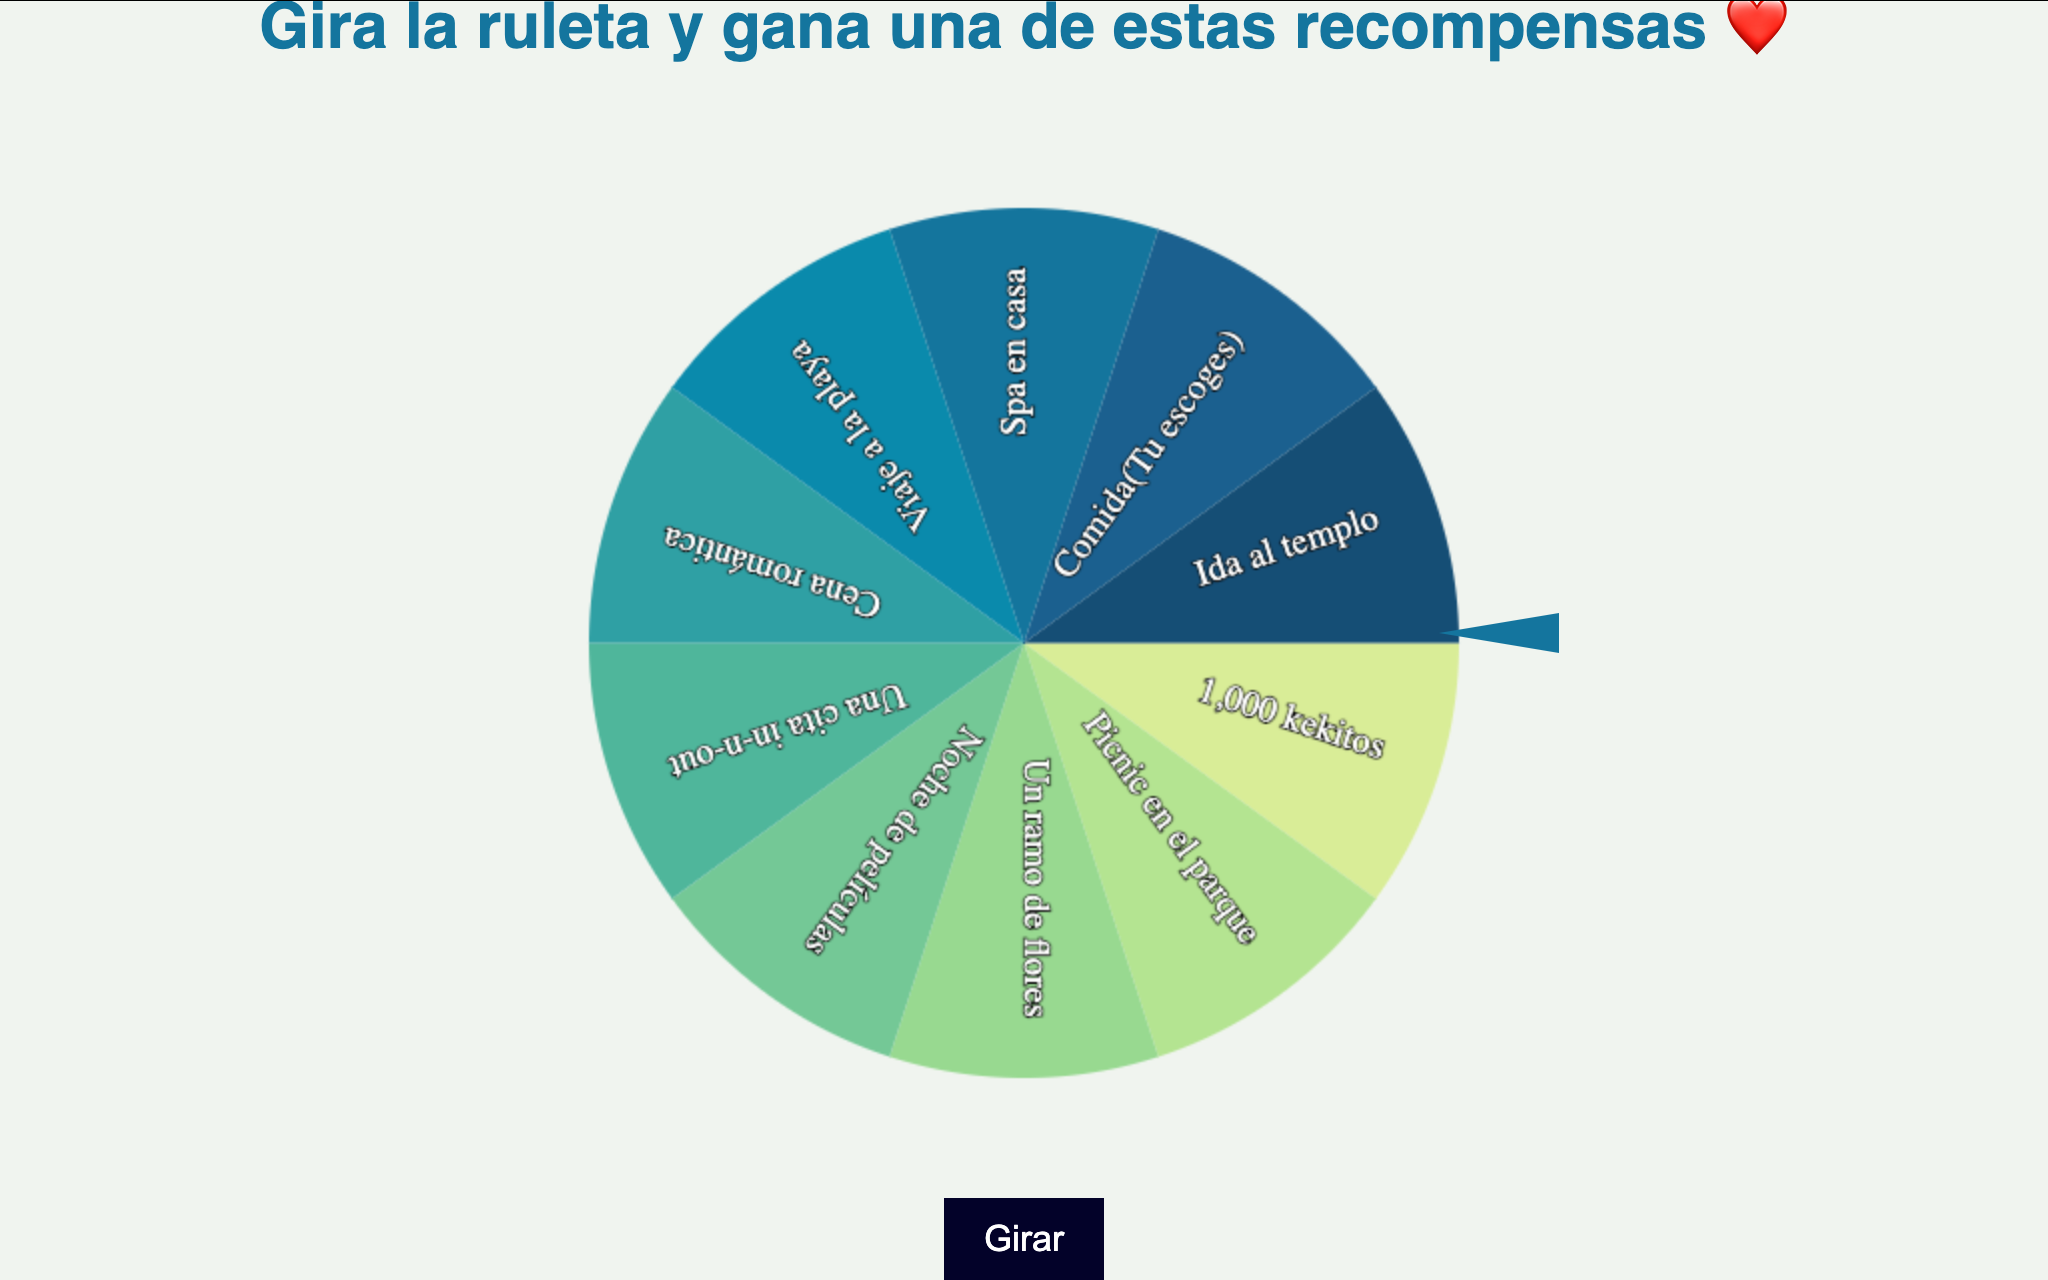 Gira la ruleta y gana una de estas recompensas ❤️
Spa en casa
Comida(Tu escoges)
Ida al templo
1,000 kekitos
Picnic en el parque
Un ramo de flores
Noche de películas
Una cita in-n-out
Cena romántica
Viaje a la playa
Girar